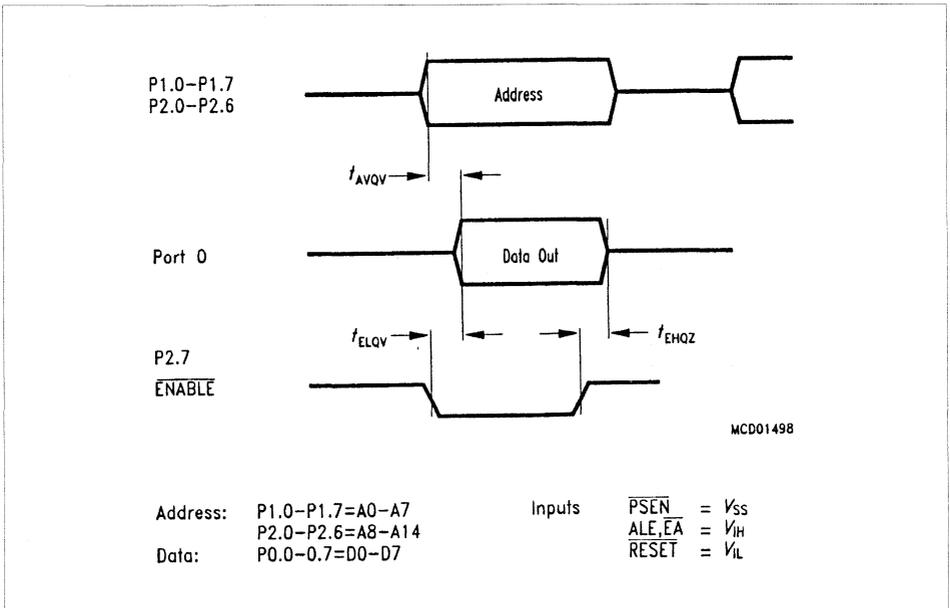 P1.0-P1.7
P2.0-P2.6
Address
tAVQV
Port 0
Data Out
tELQV
tEHQZ
P2.7
ENABLE
MCD01498
Address: P1.0-P1.7=A0-A7
P2.0-P2.6=A8-A14
Data: P0.0-0.7=D0-D7
Inputs PSEN = VSS
ALE,EA = VIH
RESET = VIL